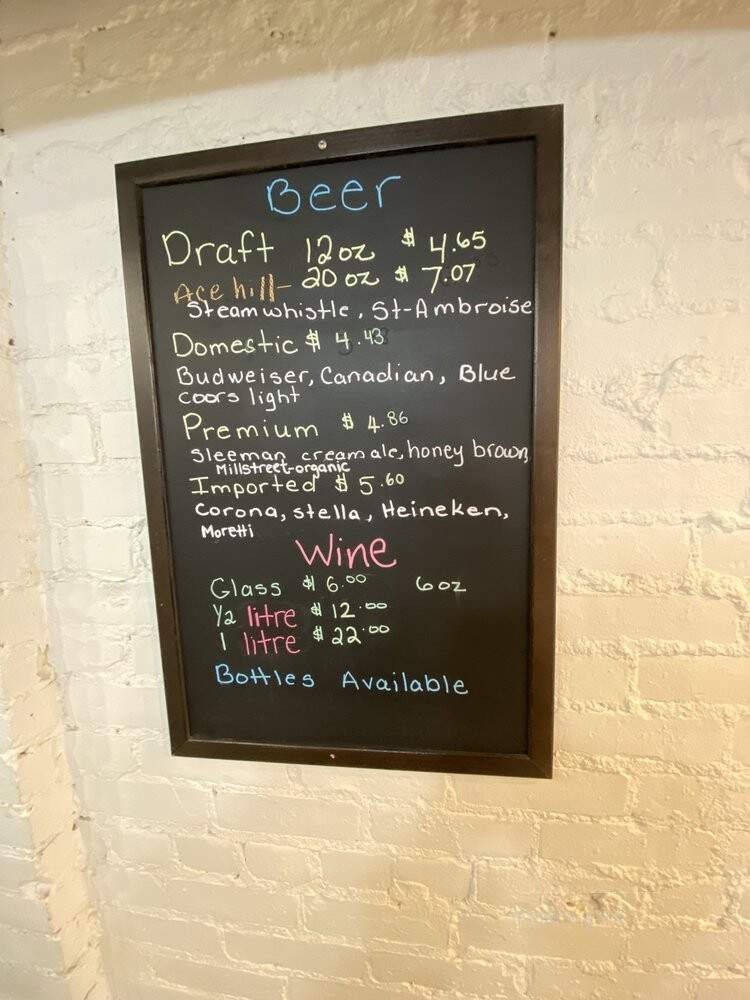 Beer
Draft 12oz $ 4.65
Ace hill- 20 oz $ 7.07
Steamwhistle, St-Ambroise
Domestic $ 4.43
Budweiser, Canadian, Blue
coors light
Premium $ 4.86
Sleeman creamale, honey brown,
Millstreet-organic
Imported $ 5.60
Corona, stella, Heineken,
Moretti
Wine
Glass $ 6.00 6oz
1/2 litre $ 12.00
1 litre $ 22.00
Bottles Available